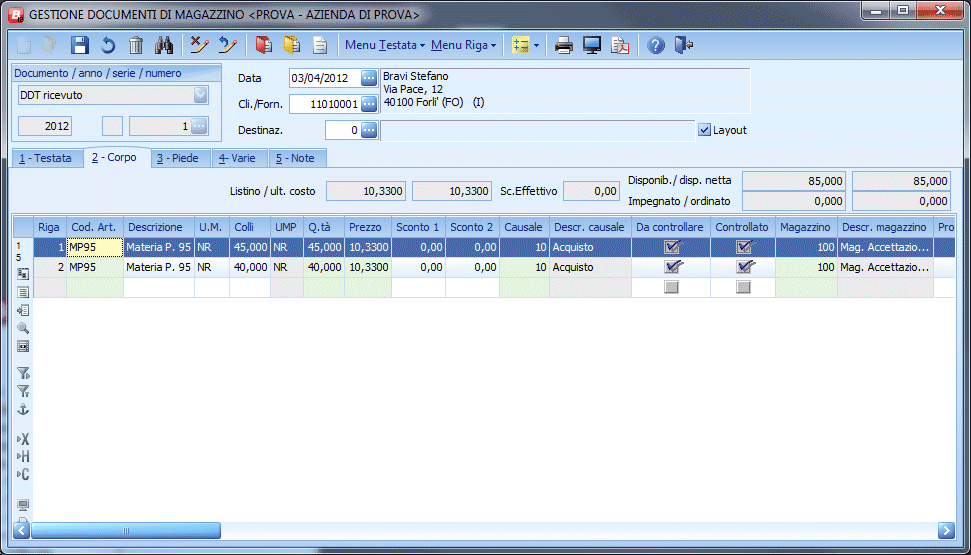 GESTIONE DOCUMENTI DI MAGAZZINO <PROVA - AZIENDA DI PROVA>
Menu Testata Menu Riga
Documento / anno / serie / numero
DDT ricevuto
2012 1
Data 03/04/2012
Cli./Forn. 11010001
Destinaz. 0
Bravi Stefano
Via Pace, 12
40100 Forli' (FO) (I)
Layout
1 - Testata 2 - Corpo 3 - Piede 4- Varie 5 - Note
Listino / ult. costo 10,3300 10,3300 Sc.Effettivo 0,00
Disponib./ disp. netta 85,000 85,000
Impegnato / ordinato 0,000 0,000
Riga Cod. Art. Descrizione U.M. Colli UMP Q.tà Prezzo Sconto 1 Sconto 2 Causale Descr. causale Da controllare Controllato Magazzino Descr. magazzino Pro
1 MP95 Materia P. 95 NR 45,000 NR 45,000 10,3300 0,00 0,00 10 Acquisto 100 Mag. Accettazio...
2 MP95 Materia P. 95 NR 40,000 NR 40,000 10,3300 0,00 0,00 10 Acquisto 100 Mag. Accettazio...
1
5
X
H
C